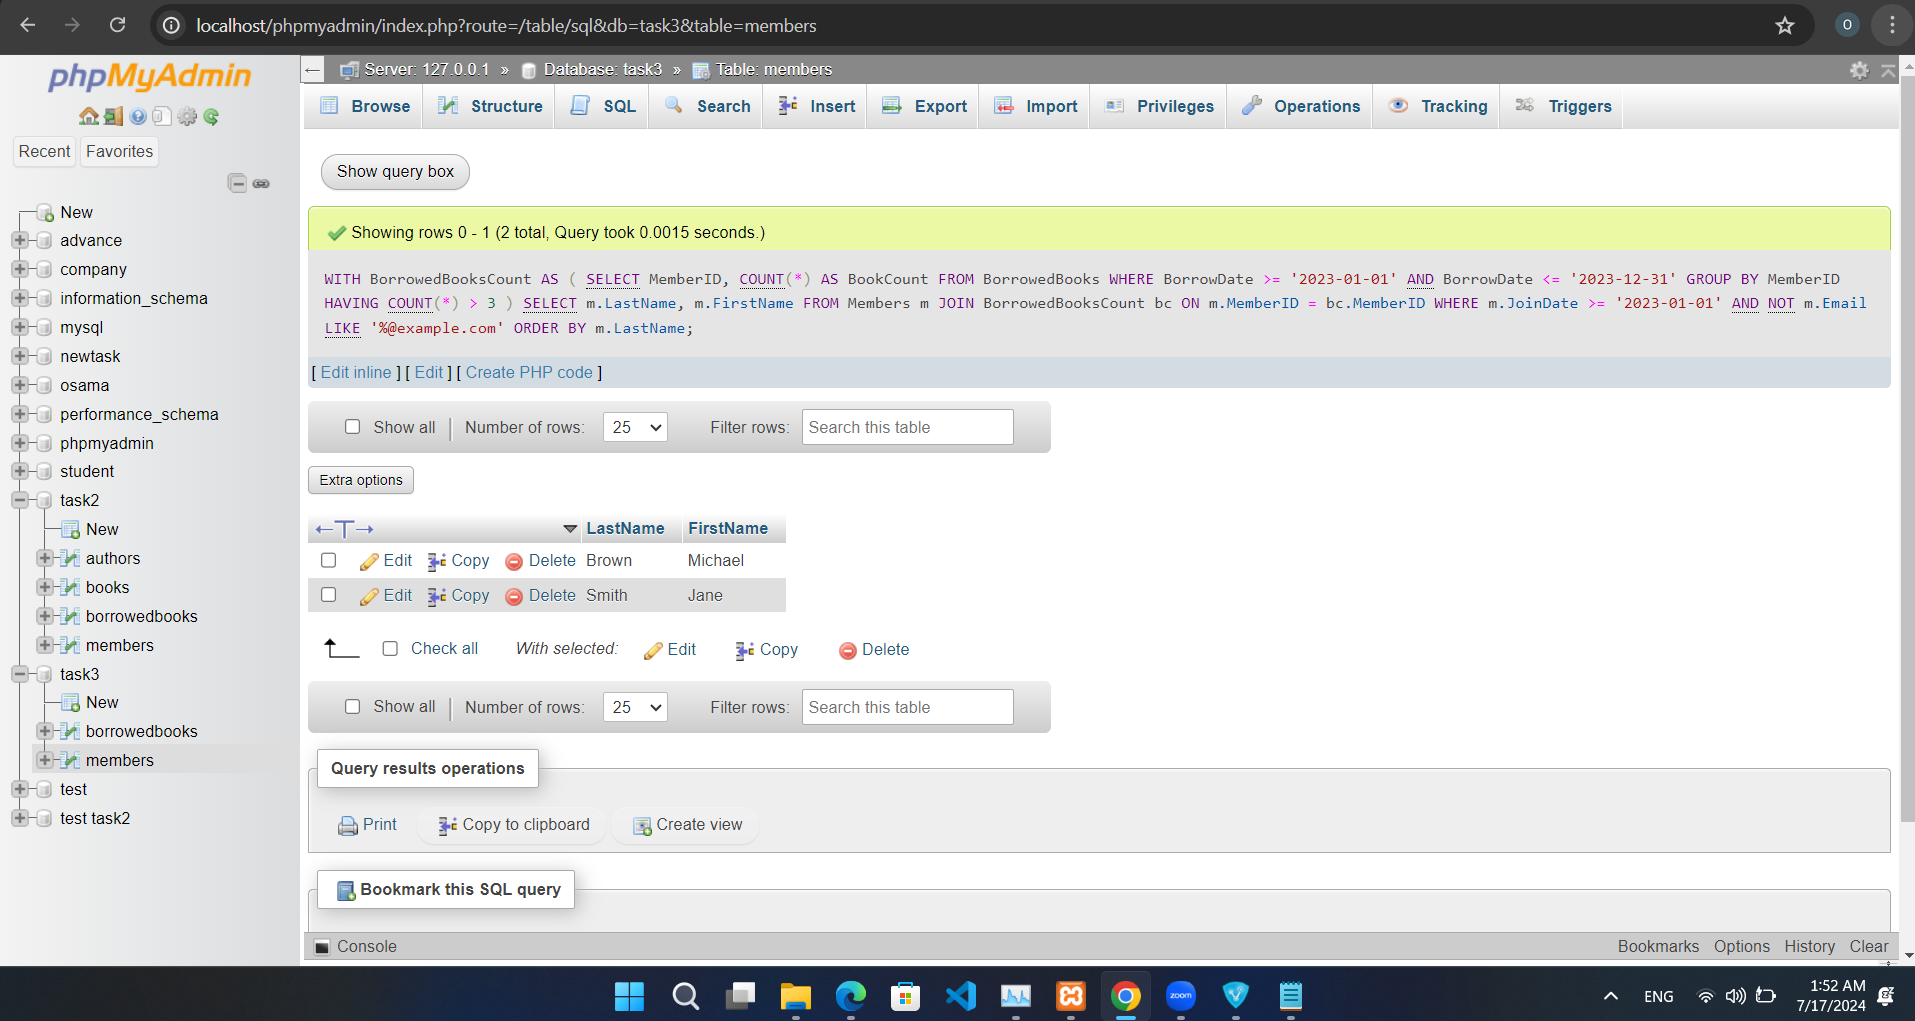 localhost/phpmyadmin/index.php?route=/table/sql&db=task3&table=members
O
phpMyAdmin
Recent
Favorites
New
advance
company
information_schema
mysql
newtask
osama
performance_schema
phpmyadmin
student
task2
New
authors
books
borrowedbooks
members
task3
New
borrowedbooks
members
test
test task2
Server: 127.0.0.1 » Database: task3 » Table: members
Browse Structure SQL Search Insert Export Import Privileges Operations Tracking Triggers
Show query box
Showing rows 0 - 1 (2 total, Query took 0.0015 seconds.)
WITH BorrowedBooksCount AS ( SELECT MemberID, COUNT(*) AS BookCount FROM BorrowedBooks WHERE BorrowDate >= '2023-01-01' AND BorrowDate <= '2023-12-31' GROUP BY MemberID
HAVING COUNT(*) > 3 ) SELECT m.LastName, m.FirstName FROM Members m JOIN BorrowedBooksCount bc ON m.MemberID = bc.MemberID WHERE m.JoinDate >= '2023-01-01' AND NOT m.Email
LIKE '%@example.com' ORDER BY m.LastName;
[ Edit inline ] [ Edit ] [ Create PHP code ]
Show all Number of rows: 25 Filter rows: Search this table
Extra options
LastName FirstName
Edit Copy Delete Brown Michael
Edit Copy Delete Smith Jane
Check all With selected: Edit Copy Delete
Show all Number of rows: 25 Filter rows: Search this table
Query results operations
Print Copy to clipboard Create view
Bookmark this SQL query
Console Bookmarks Options History Clear
zoom
ENG
1:52 AM
7/17/2024